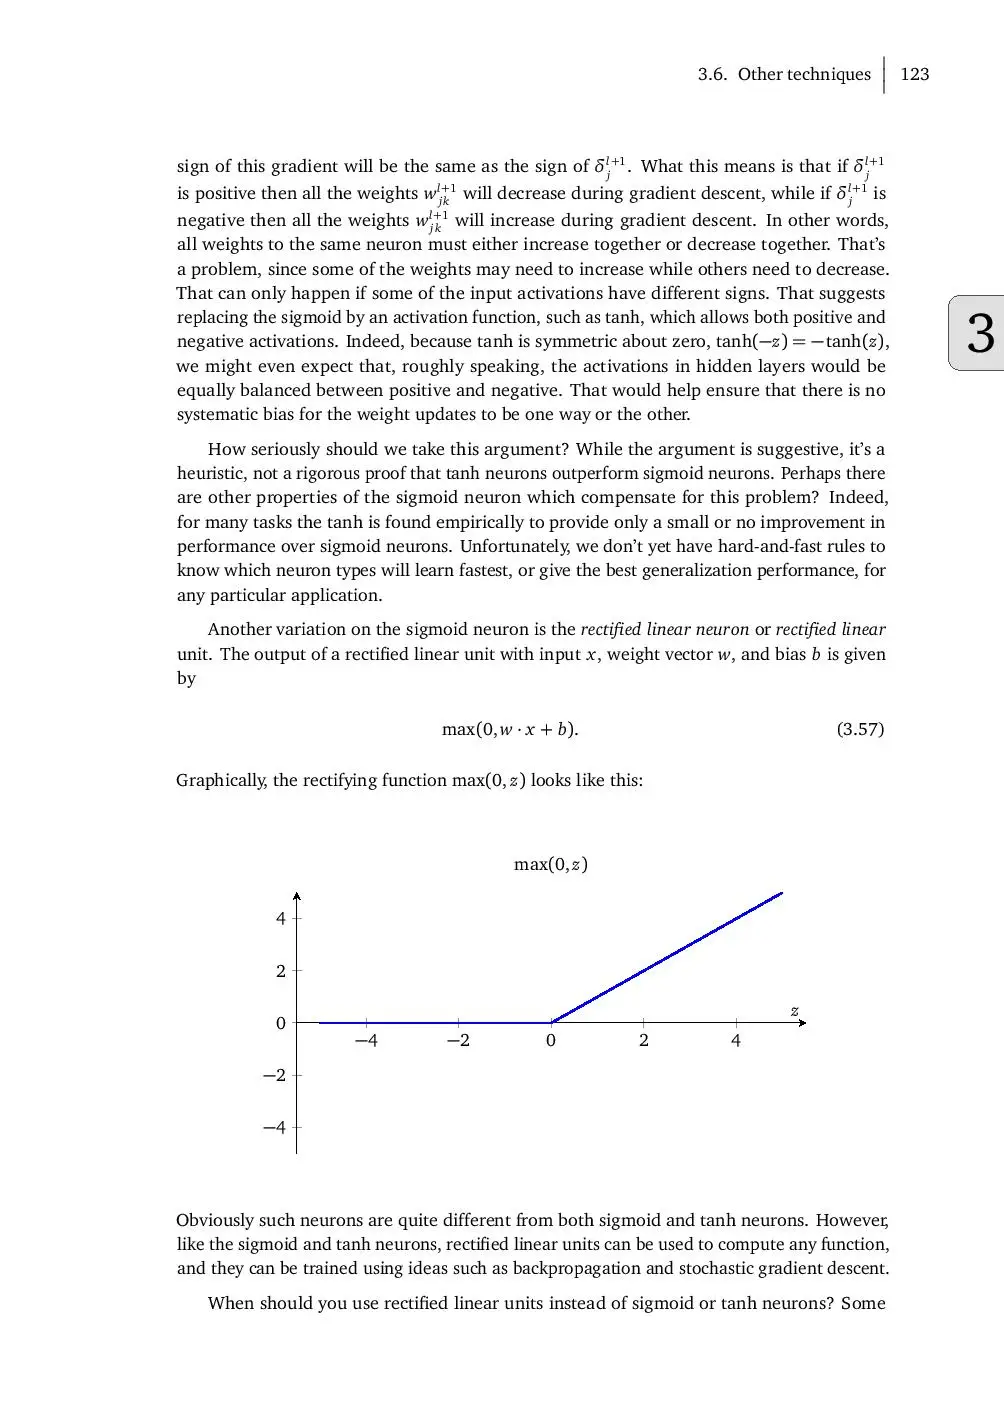 3.6. Other techniques 123
sign of this gradient will be the same as the sign of δ_j^{l+1}. What this means is that if δ_j^{l+1}
is positive then all the weights w_{jk}^{l+1} will decrease during gradient descent, while if δ_j^{l+1} is
negative then all the weights w_{jk}^{l+1} will increase during gradient descent. In other words,
all weights to the same neuron must either increase together or decrease together. That's
a problem, since some of the weights may need to increase while others need to decrease.
That can only happen if some of the input activations have different signs. That suggests
replacing the sigmoid by an activation function, such as tanh, which allows both positive and
negative activations. Indeed, because tanh is symmetric about zero, tanh(−z) = −tanh(z),
we might even expect that, roughly speaking, the activations in hidden layers would be
equally balanced between positive and negative. That would help ensure that there is no
systematic bias for the weight updates to be one way or the other.
3
How seriously should we take this argument? While the argument is suggestive, it's a
heuristic, not a rigorous proof that tanh neurons outperform sigmoid neurons. Perhaps there
are other properties of the sigmoid neuron which compensate for this problem? Indeed,
for many tasks the tanh is found empirically to provide only a small or no improvement in
performance over sigmoid neurons. Unfortunately, we don't yet have hard-and-fast rules to
know which neuron types will learn fastest, or give the best generalization performance, for
any particular application.
Another variation on the sigmoid neuron is the rectified linear neuron or rectified linear
unit. The output of a rectified linear unit with input x, weight vector w, and bias b is given
by
max(0, w · x + b). (3.57)
Graphically, the rectifying function max(0, z) looks like this:
max(0, z)
4
2
0
−2
−4
−4 −2 0 2 4
z
Obviously such neurons are quite different from both sigmoid and tanh neurons. However,
like the sigmoid and tanh neurons, rectified linear units can be used to compute any function,
and they can be trained using ideas such as backpropagation and stochastic gradient descent.
When should you use rectified linear units instead of sigmoid or tanh neurons? Some